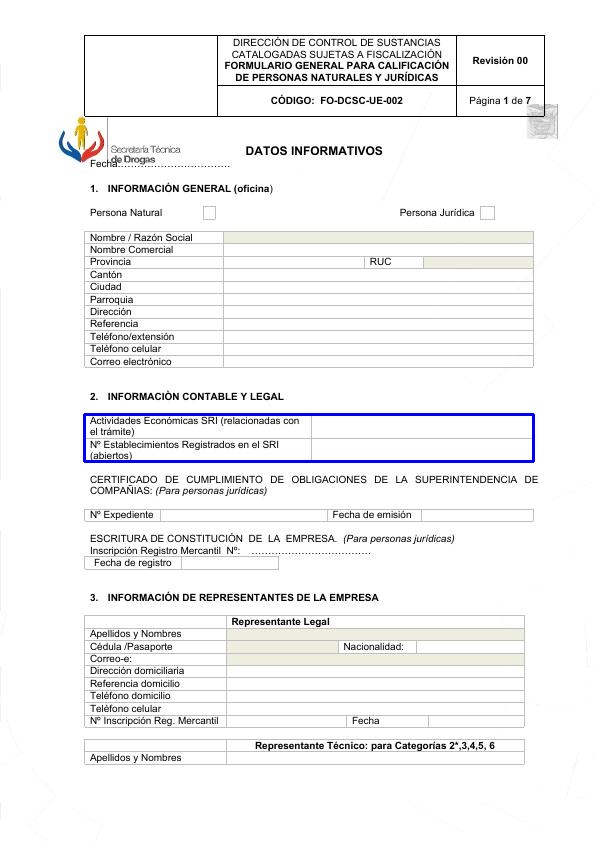 DIRECCIÓN DE CONTROL DE SUSTANCIAS
CATALOGADAS SUJETAS A FISCALIZACIÓN
FORMULARIO GENERAL PARA CALIFICACIÓN
DE PERSONAS NATURALES Y JURÍDICAS
Revisión 00
CÓDIGO: FO-DCSC-UE-002
Página 1 de 7
Secretaría Técnica
de Drogas
DATOS INFORMATIVOS
Fecha……………………………
1. INFORMACIÓN GENERAL (oficina)
Persona Natural Persona Jurídica
Nombre / Razón Social
Nombre Comercial
Provincia RUC
Cantón
Ciudad
Parroquia
Dirección
Referencia
Teléfono/extensión
Teléfono celular
Correo electrónico
2. INFORMACIÒN CONTABLE Y LEGAL
Actividades Económicas SRI (relacionadas con
el trámite)
Nº Establecimientos Registrados en el SRI
(abiertos)
CERTIFICADO DE CUMPLIMIENTO DE OBLIGACIONES DE LA SUPERINTENDENCIA DE
COMPAÑIAS: (Para personas jurídicas)
Nº Expediente Fecha de emisión
ESCRITURA DE CONSTITUCIÓN DE LA EMPRESA. (Para personas jurídicas)
Inscripción Registro Mercantil Nº: ………………………………
Fecha de registro
3. INFORMACIÓN DE REPRESENTANTES DE LA EMPRESA
Representante Legal
Apellidos y Nombres
Cédula /Pasaporte Nacionalidad:
Correo-e:
Dirección domiciliaria
Referencia domicilio
Teléfono domicilio
Teléfono celular
Nº Inscripción Reg. Mercantil Fecha
Representante Técnico: para Categorías 2*,3,4,5, 6
Apellidos y Nombres